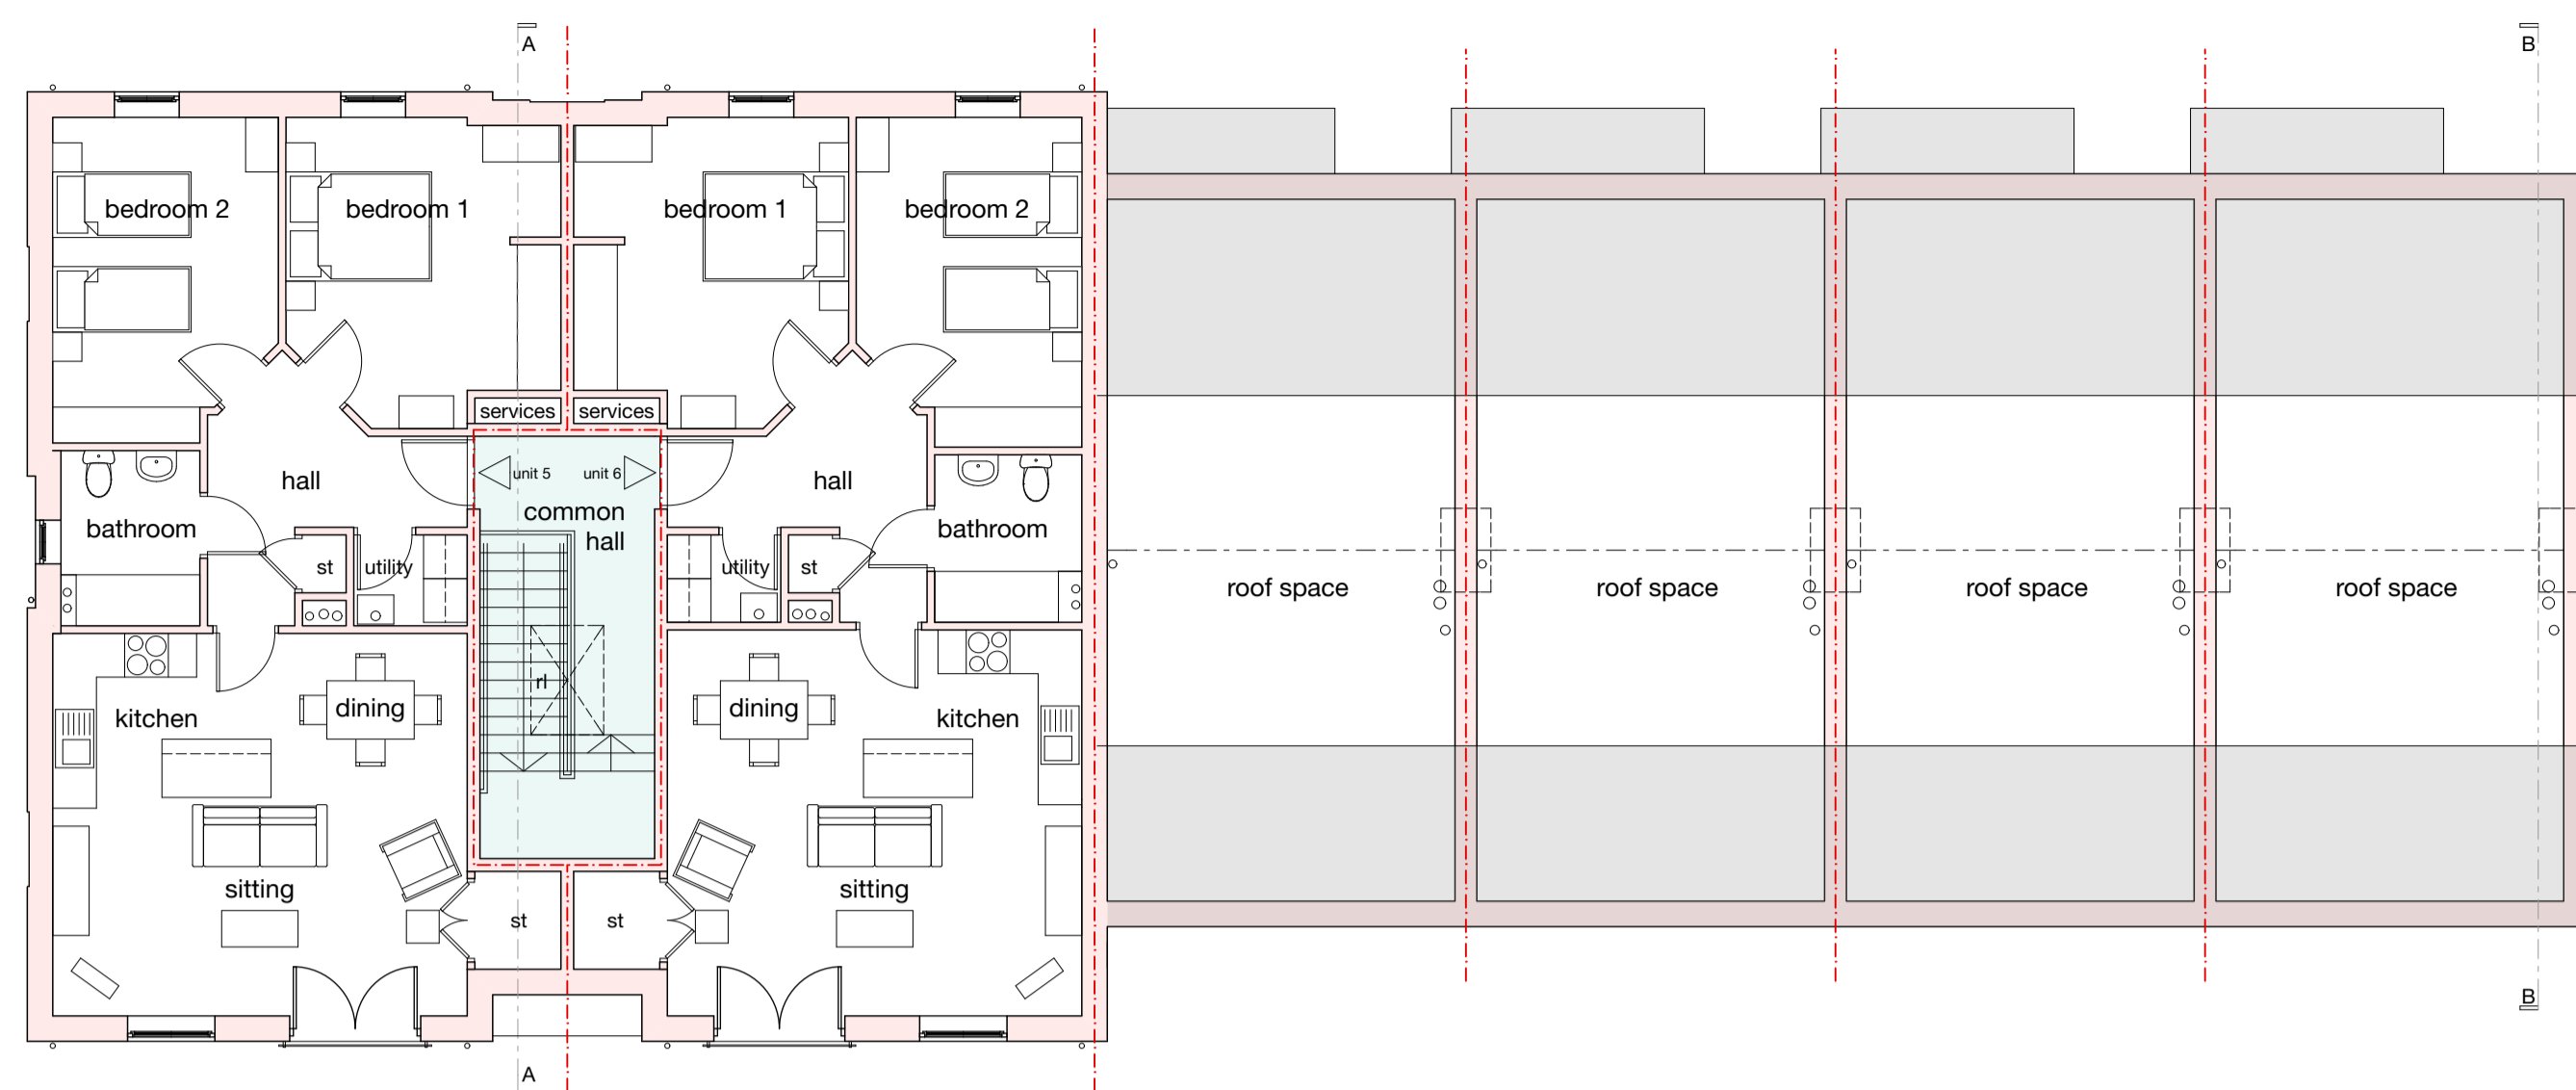 A
B
bedroom 2
bedroom 1
bedroom 1
bedroom 2
services
services
unit 5
unit 6
hall
common
hall
hall
bathroom
bathroom
st
utility
utility
st
roof space
roof space
roof space
roof space
rl
kitchen
dining
dining
kitchen
sitting
sitting
st
st
B
A